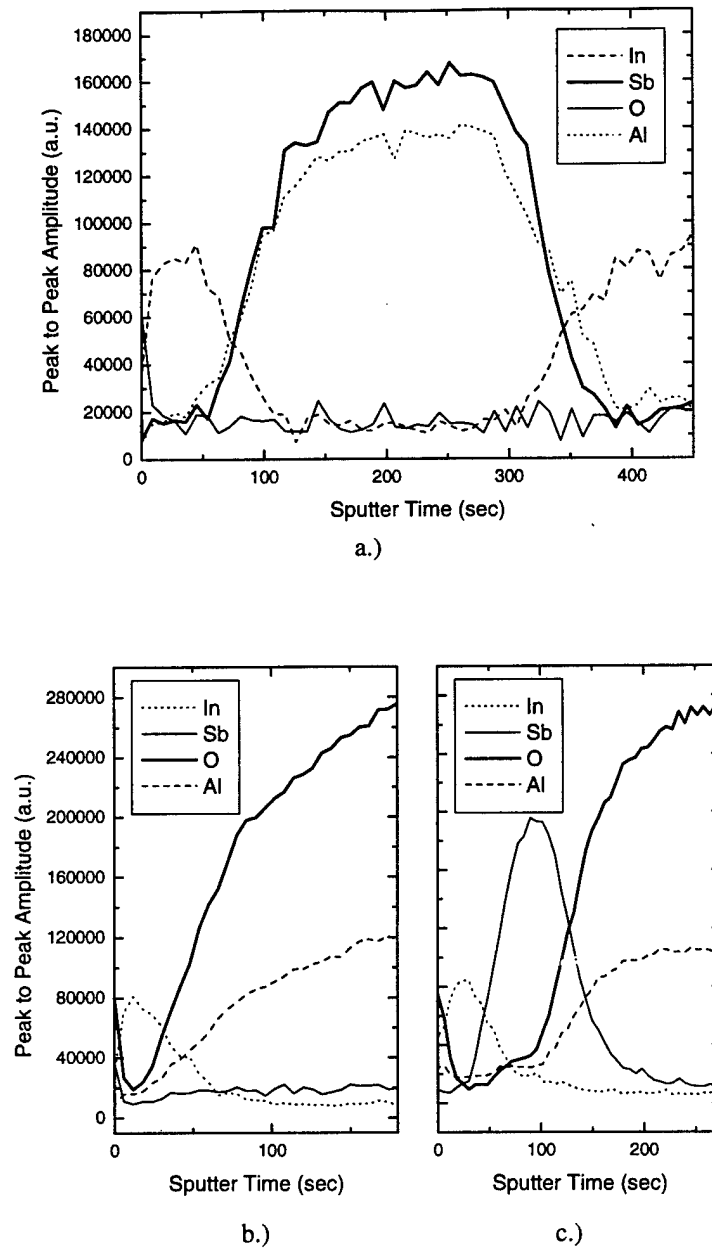 Peak to Peak Amplitude (a.u.)
180000
160000
140000
120000
100000
80000
60000
40000
20000
0
In
Sb
O
Al
0 100 200 300 400
Sputter Time (sec)
a.)
Peak to Peak Amplitude (a.u.)
280000
240000
200000
160000
120000
80000
40000
0
In
Sb
O
Al
0 100
Sputter Time (sec)
b.)
In
Sb
O
Al
0 100 200
Sputter Time (sec)
c.)